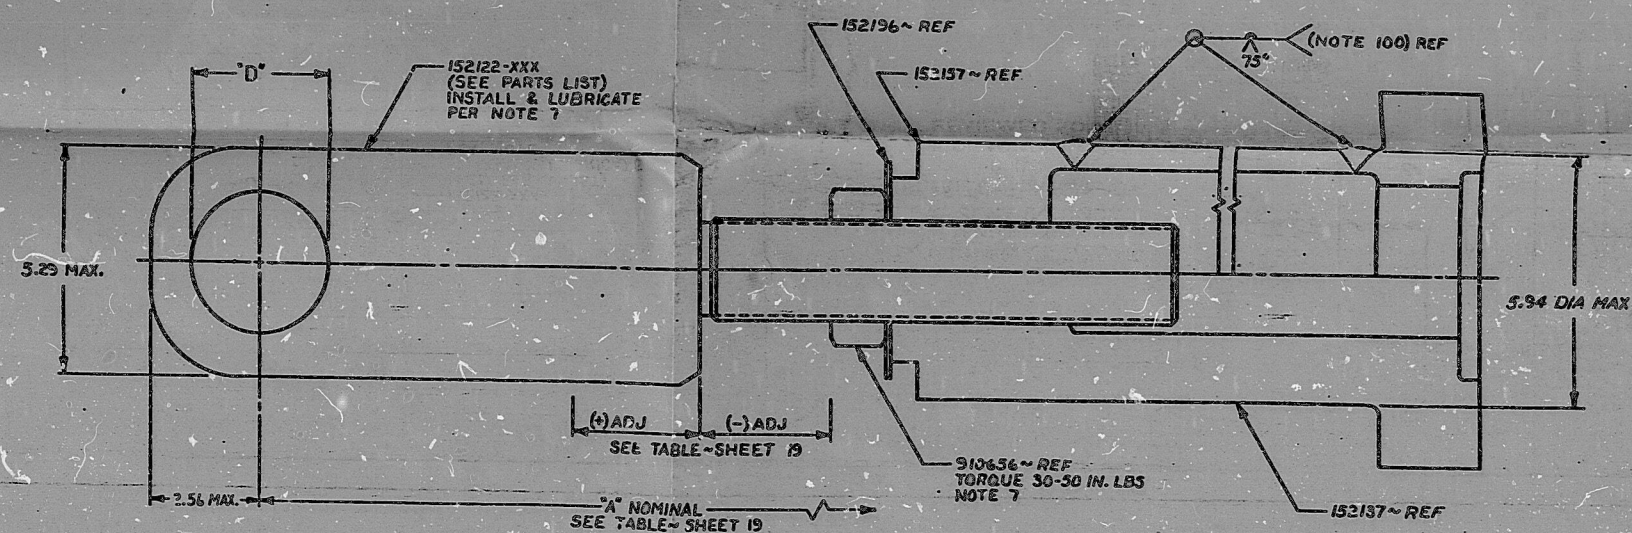 152196~ REF
(NOTE 100) REF
75°
153157~ REF
"D"
152122-XXX
(SEE PARTS LIST)
INSTALL & LUBRICATE
PER NOTE 7
5.29 MAX.
5.94 DIA MAX
(+) ADJ
(-) ADJ
SEE TABLE~SHEET 19
910656~ REF
TORQUE 30-50 IN. LBS
NOTE 7
2.56 MAX.
"A" NOMINAL
SEE TABLE~ SHEET 19
152137~ REF